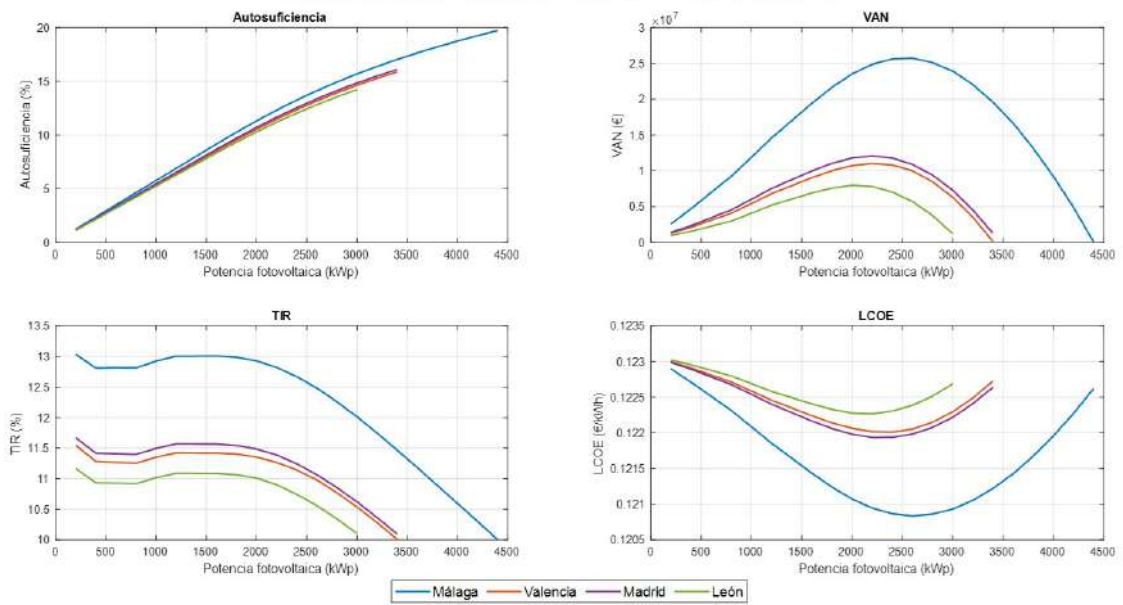 Autosuficiencia
20
15
10
5
0
Autosuficiencia (%)
0 500 1000 1500 2000 2500 3000 3500 4000 4500
Potencia fotovoltaica (kWp)
VAN
×10⁷
3
2.5
2
1.5
1
0.5
0
VAN (€)
0 500 1000 1500 2000 2500 3000 3500 4000 4500
Potencia fotovoltaica (kWp)
TIR
13.5
13
12.5
12
11.5
11
10.5
10
TIR (%)
0 500 1000 1500 2000 2500 3000 3500 4000 4500
Potencia fotovoltaica (kWp)
LCOE
0.1235
0.123
0.1225
0.122
0.1215
0.121
0.1205
LCOE (€/kWh)
0 500 1000 1500 2000 2500 3000 3500 4000 4500
Potencia fotovoltaica (kWp)
Málaga Valencia Madrid León